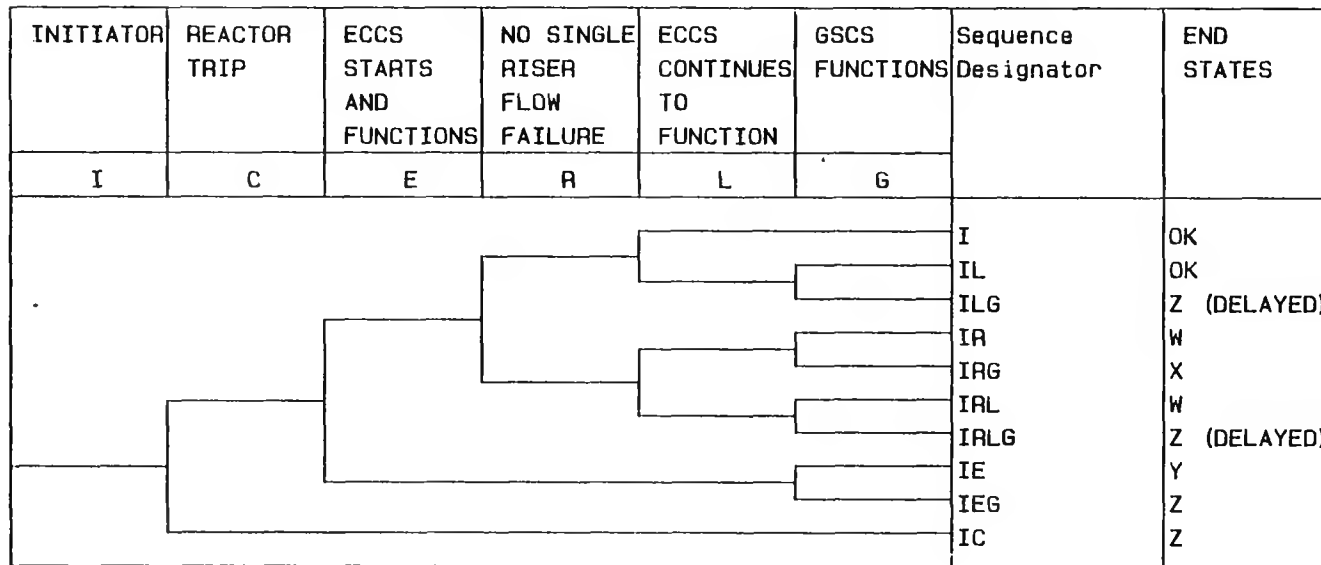 INITIATOR REACTOR TRIP ECCS STARTS AND FUNCTIONS NO SINGLE RISER FLOW FAILURE ECCS CONTINUES TO FUNCTION GSCS FUNCTIONS Sequence Designator END STATES
I C E R L G
I OK
IL OK
ILG Z (DELAYED)
IR W
IRG X
IRL W
IRLG Z (DELAYED)
IE Y
IEG Z
IC Z